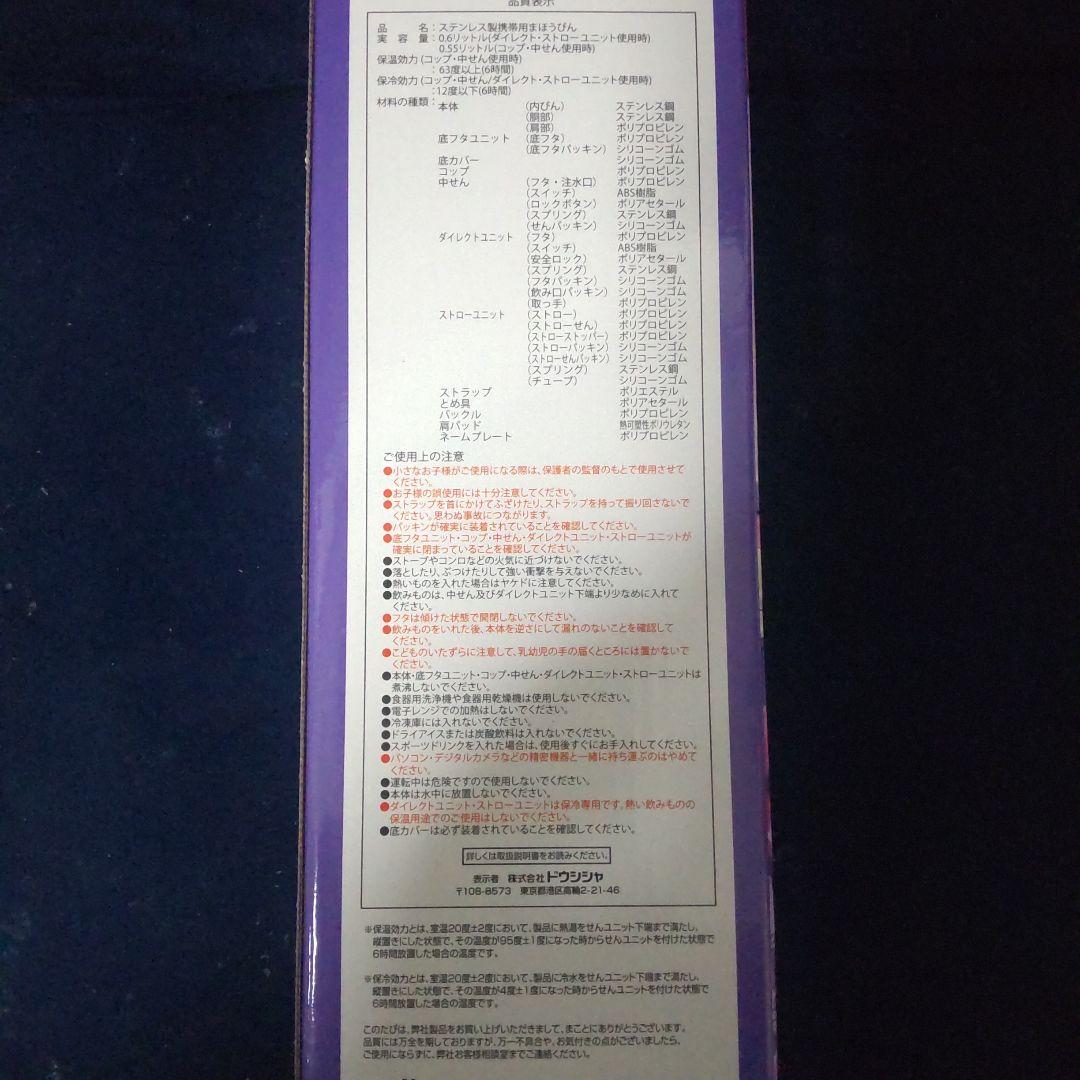 品質表示
品　　名：ステンレス製携帯用まほうびん
実 容 量：0.6リットル(ダイレクト・ストローユニット使用時)
0.55リットル(コップ・中せん使用時)
保温効力(コップ・中せん使用時)
：63度以上(6時間)
保冷効力(コップ・中せん/ダイレクト・ストローユニット使用時)
：12度以下(6時間)
材料の種類：本体 (内びん) ステンレス鋼
(胴部) ステンレス鋼
(肩部) ポリプロピレン
底フタユニット (底フタ) ポリプロピレン
(底フタパッキン) シリコーンゴム
底カバー シリコーンゴム
コップ ポリプロピレン
中せん (フタ・注水口) ポリプロピレン
(スイッチ) ABS樹脂
(ロックボタン) ポリアセタール
(スプリング) ステンレス鋼
(せんパッキン) シリコーンゴム
ダイレクトユニット (フタ) ポリプロピレン
(スイッチ) ABS樹脂
(安全ロック) ポリアセタール
(スプリング) ステンレス鋼
(フタパッキン) シリコーンゴム
(飲み口パッキン) シリコーンゴム
(取っ手) ポリプロピレン
ストローユニット (ストロー) ポリプロピレン
(ストローせん) ポリプロピレン
(ストローストッパー) ポリプロピレン
(ストローパッキン) シリコーンゴム
(ストローせんパッキン) シリコーンゴム
(スプリング) ステンレス鋼
(チューブ) シリコーンゴム
ストラップ ポリエステル
とめ具 ポリアセタール
バックル ポリプロピレン
肩パッド 熱可塑性ポリウレタン
ネームプレート ポリプロピレン
ご使用上の注意
●小さなお子様がご使用になる際は、保護者の監督のもとで使用させて
ください。
●お子様の誤使用には十分注意してください。
●ストラップを首にかけてふざけたり、ストラップを持って振り回さないで
ください。思わぬ事故につながります。
●パッキンが確実に装着されていることを確認してください。
●底フタユニット・コップ・中せん・ダイレクトユニット・ストローユニットが
確実に閉まっていることを確認してください。
●ストーブやコンロなどの火気に近づけないでください。
●落としたり、ぶつけたりして強い衝撃を与えないでください。
●熱いものを入れた場合はヤケドに注意してください。
●飲みものは、中せん及びダイレクトユニット下端より少なめに入れて
ください。
●フタは傾けた状態で開閉しないでください。
●飲みものをいれた後、本体を逆さにして漏れのないことを確認して
ください。
●こどものいたずらに注意して、乳幼児の手の届くところには置かないで
ください。
●本体・底フタユニット・コップ・中せん・ダイレクトユニット・ストローユニットは
煮沸しないでください。
●食器用洗浄機や食器用乾燥機は使用しないでください。
●電子レンジでの加熱はしないでください。
●冷凍庫には入れないでください。
●ドライアイスまたは炭酸飲料は入れないでください。
●スポーツドリンクを入れた場合は、使用後すぐにお手入れしてください。
●パソコン・デジタルカメラなどの精密機器と一緒に持ち運ぶのはやめて
ください。
●運転中は危険ですので使用しないでください。
●本体は水中に放置しないでください。
●ダイレクトユニット・ストローユニットは保冷専用です。熱い飲みものの
保温用途でのご使用はしないでください。
●底カバーは必ず装着されていることを確認してください。
詳しくは取扱説明書をお読みください。
表示者 株式会社ドウシシャ
〒108-8573 東京都港区高輪2-21-46
※保温効力とは、室温20度±2度において、製品に熱湯をせんユニット下端まで満たし、
縦置きにした状態で、その温度が95度±1度になった時からせんユニットを付けた状態で
6時間放置した場合の温度です。
※保冷効力とは、室温20度±2度において、製品に冷水をせんユニット下端まで満たし、
縦置きにした状態で、その温度が4度±1度になった時からせんユニットを付けた状態で
6時間放置した場合の温度です。
このたびは、弊社製品をお買い上げいただきまして、まことにありがとうございます。
品質には万全を期しておりますが、万一不具合や、お気付きの点がございましたら、
ご使用にならずに、弊社お客様相談室までご連絡ください。